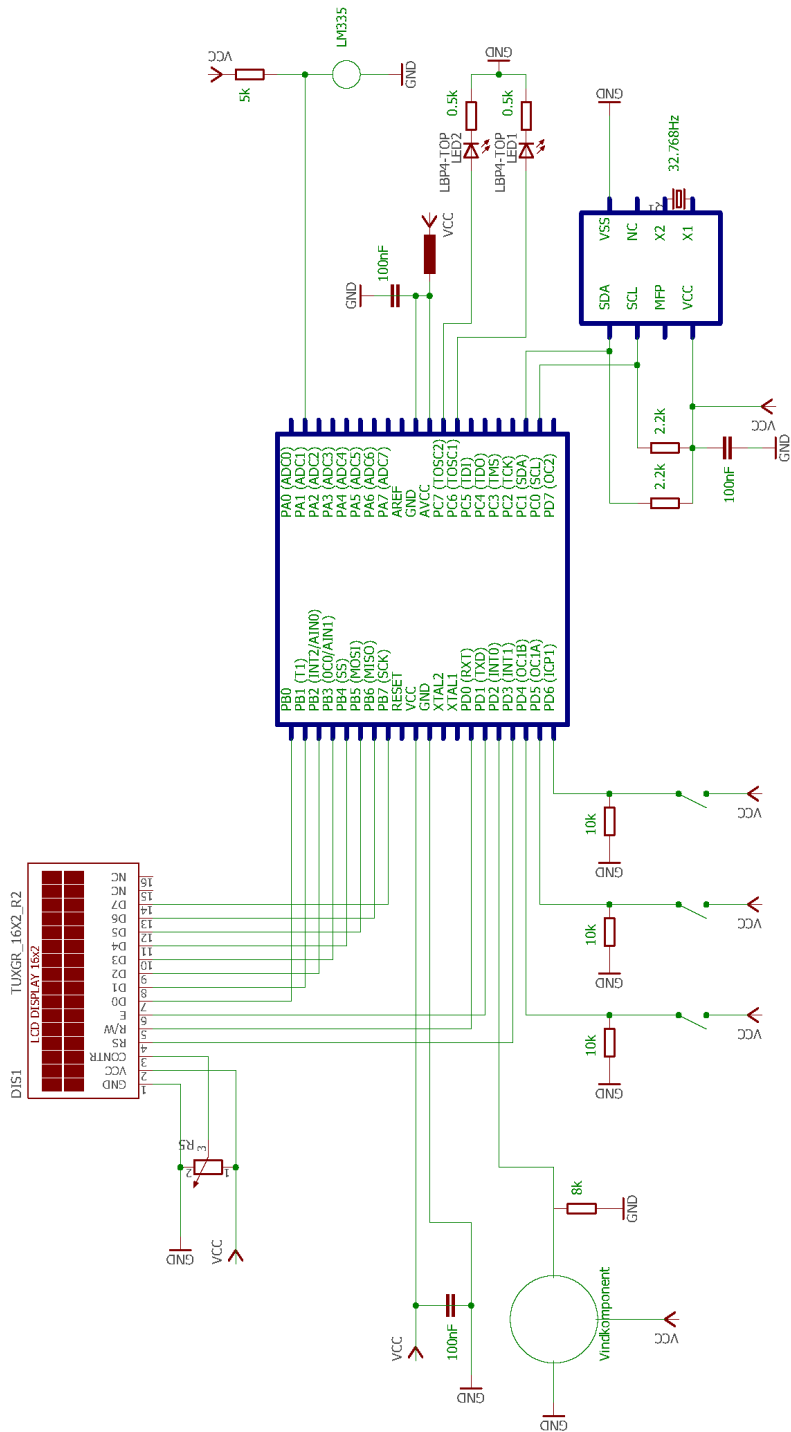 VCC
5k
LM335
GND
GND
0.5k
0.5k
LBP4-TOP
LED2
LBP4-TOP
LED1
VCC
100nF
GND
GND
32.768Hz
Q1
VSS
NC
X2
X1
SDA
SCL
MFP
VCC
2.2k
2.2k
VCC
100nF
GND
PA0 (ADC0)
PA1 (ADC1)
PA2 (ADC2)
PA3 (ADC3)
PA4 (ADC4)
PA5 (ADC5)
PA6 (ADC6)
PA7 (ADC7)
AREF
GND
AVCC
PC7 (TOSC2)
PC6 (TOSC1)
PC5 (TDI)
PC4 (TDO)
PC3 (TMS)
PC2 (TCK)
PC1 (SDA)
PC0 (SCL)
PD7 (OC2)
PB0
PB1 (T1)
PB2 (INT2/AIN0)
PB3 (0C0/AIN1)
PB4 (SS)
PB5 (MOSI)
PB6 (MISO)
PB7 (SCK)
RESET
VCC
GND
XTAL2
XTAL1
PD0 (RXT)
PD1 (TXD)
PD2 (INT0)
PD3 (INT1)
PD4 (OC1B)
PD5 (OC1A)
PD6 (ICP1)
10k
GND
VCC
10k
GND
VCC
10k
GND
VCC
DIS1
TUXGR_16X2_R2
LCD DISPLAY 16x2
NC
16
NC
15
D7
14
D6
13
D5
12
D4
11
D3
10
D2
9
D1
8
D0
7
E
6
R/W
5
RS
4
CONTR
3
VCC
2
GND
1
R5
3
2
1
GND
VCC
8k
GND
Vindkomponent
VCC
GND
VCC
100nF
GND